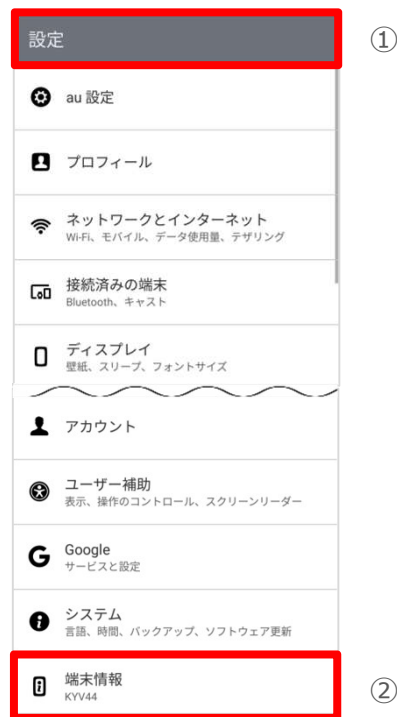 設定
①
au 設定
プロフィール
ネットワークとインターネット
Wi-Fi、モバイル、データ使用量、テザリング
接続済みの端末
Bluetooth、キャスト
ディスプレイ
壁紙、スリープ、フォントサイズ
アカウント
ユーザー補助
表示、操作のコントロール、スクリーンリーダー
Google
サービスと設定
システム
言語、時間、バックアップ、ソフトウェア更新
端末情報
KYV44
②